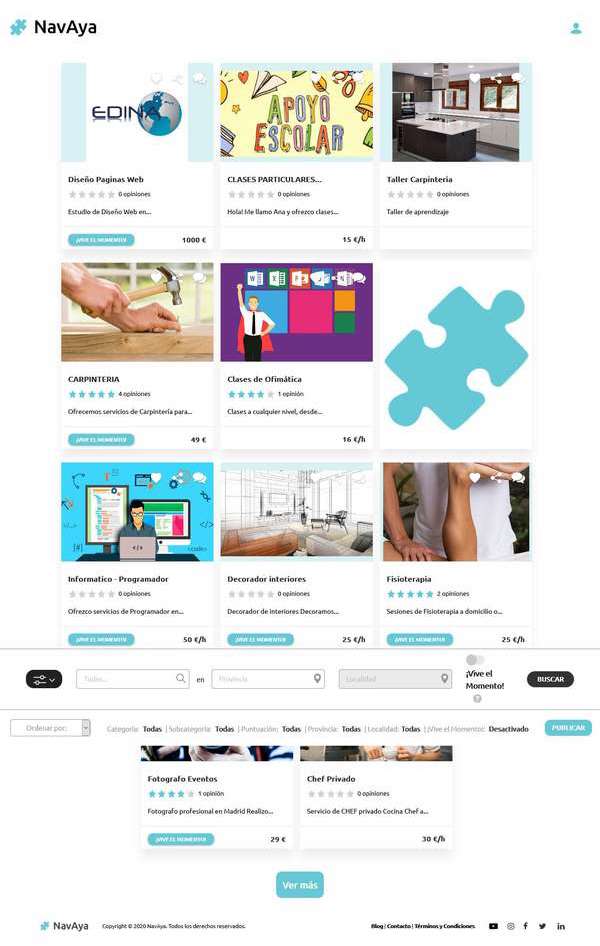 NavAya
EDINA
APOYO
ESCOLAR
Diseño Paginas Web
0 opiniones
Estudio de Diseño Web en...
¡VIVE EL MOMENTO!
1000 €
CLASES PARTICULARES...
0 opiniones
Hola! Me llamo Ana y ofrezco clases...
15 €/h
Taller Carpinteria
0 opiniones
Taller de aprendizaje
CARPINTERIA
4 opiniones
Ofrecemos servicios de Carpintería para...
¡VIVE EL MOMENTO!
49 €
Clases de Ofimática
1 opinión
Clases a cualquier nivel, desde...
16 €/h
Informatico - Programador
0 opiniones
Ofrezco servicios de Programador en...
¡VIVE EL MOMENTO!
50 €/h
Decorador interiores
0 opiniones
Decorador de interiores Decoramos...
¡VIVE EL MOMENTO!
25 €/h
Fisioterapia
2 opiniones
Sesiones de Fisioterapia a domicilio o...
¡VIVE EL MOMENTO!
25 €/h
Todas...
en
Provincia
Localidad
¡Vive el
Momento!
?
BUSCAR
Ordenar por:
Categoría: Todas | Subcategoría: Todas | Puntuación: Todas | Provincia: Todas | Localidad: Todas | ¡Vive el Momento!: Desactivado
PUBLICAR
Fotografo Eventos
1 opinión
Fotografo profesional en Madrid Realizo...
¡VIVE EL MOMENTO!
29 €
Chef Privado
0 opiniones
Servicio de CHEF privado Cocina Chef a...
30 €/h
Ver más
NavAya
Copyright © 2020 NavAya. Todos los derechos reservados.
Blog | Contacto | Términos y Condiciones